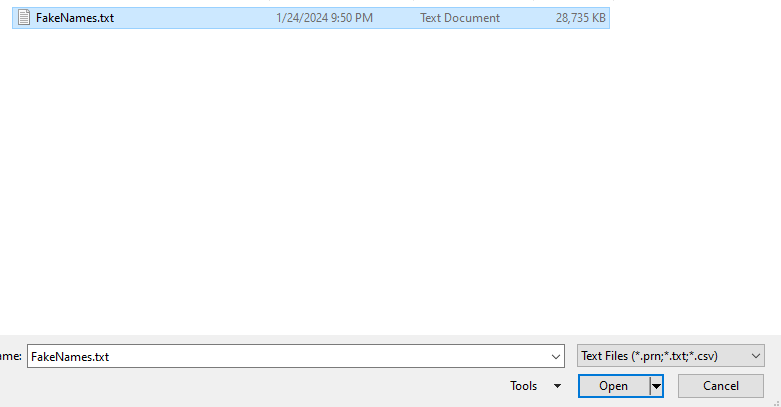 FakeNames.txt 1/24/2024 9:50 PM Text Document 28,735 KB
ame: FakeNames.txt Text Files (*.prn;*.txt;*.csv)
Tools Open Cancel